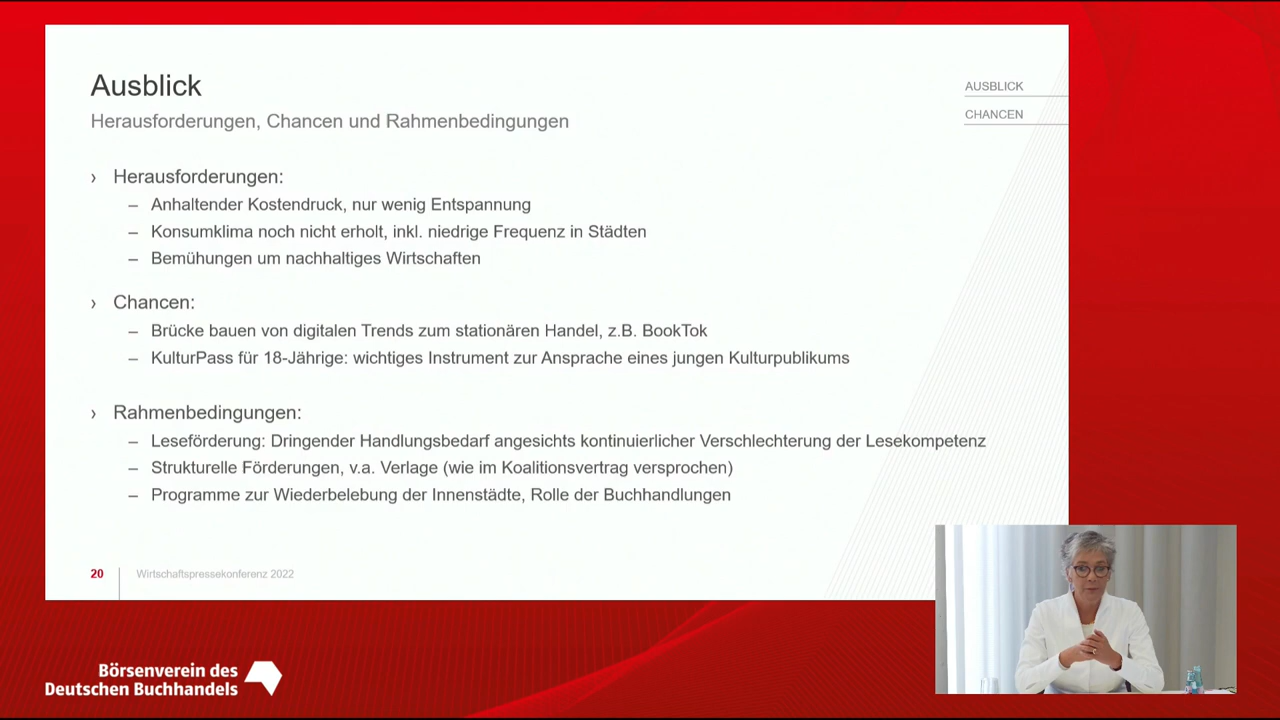 Ausblick
Herausforderungen, Chancen und Rahmenbedingungen
AUSBLICK
CHANCEN
› Herausforderungen:
– Anhaltender Kostendruck, nur wenig Entspannung
– Konsumklima noch nicht erholt, inkl. niedrige Frequenz in Städten
– Bemühungen um nachhaltiges Wirtschaften
› Chancen:
– Brücke bauen von digitalen Trends zum stationären Handel, z.B. BookTok
– KulturPass für 18-Jährige: wichtiges Instrument zur Ansprache eines jungen Kulturpublikums
› Rahmenbedingungen:
– Leseförderung: Dringender Handlungsbedarf angesichts kontinuierlicher Verschlechterung der Lesekompetenz
– Strukturelle Förderungen, v.a. Verlage (wie im Koalitionsvertrag versprochen)
– Programme zur Wiederbelebung der Innenstädte, Rolle der Buchhandlungen
20 Wirtschaftspressekonferenz 2022
Börsenverein des
Deutschen Buchhandels